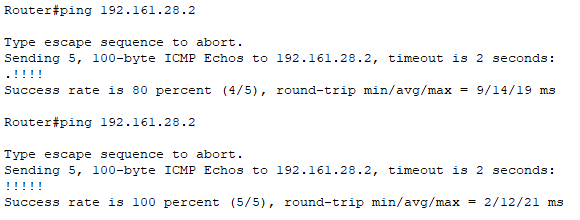 Router#ping 192.161.28.2
Type escape sequence to abort.
Sending 5, 100-byte ICMP Echos to 192.161.28.2, timeout is 2 seconds:
.!!!!
Success rate is 80 percent (4/5), round-trip min/avg/max = 9/14/19 ms
Router#ping 192.161.28.2
Type escape sequence to abort.
Sending 5, 100-byte ICMP Echos to 192.161.28.2, timeout is 2 seconds:
!!!!!
Success rate is 100 percent (5/5), round-trip min/avg/max = 2/12/21 ms